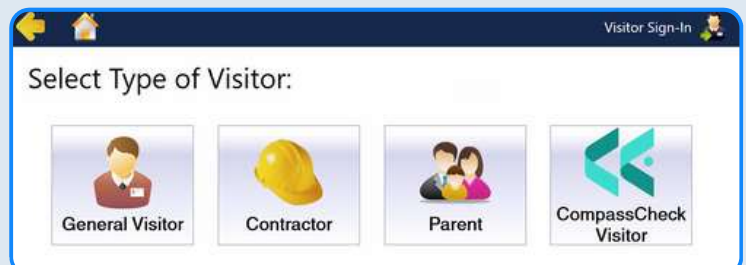 Visitor Sign-In
Select Type of Visitor:
General Visitor
Contractor
Parent
CompassCheck
Visitor